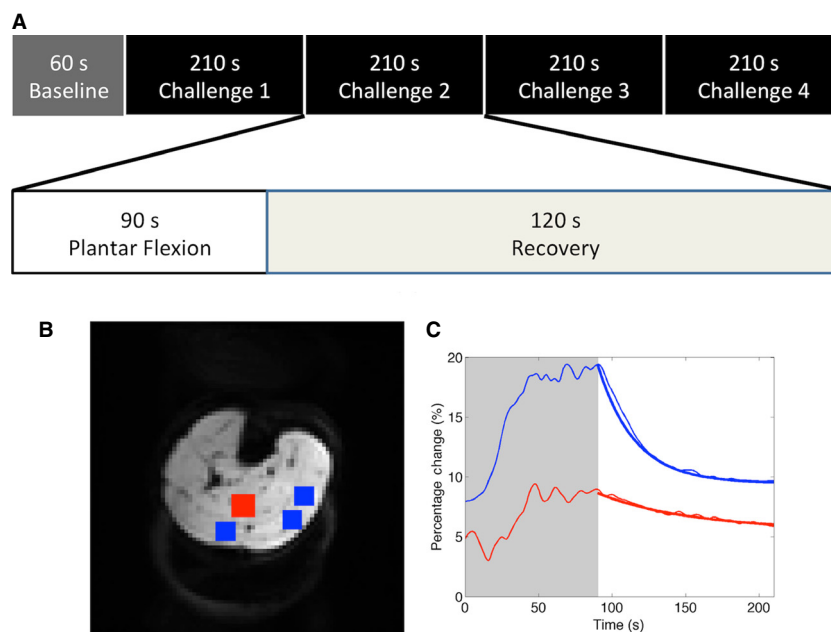 A
60 s
Baseline
210 s
Challenge 1
210 s
Challenge 2
210 s
Challenge 3
210 s
Challenge 4
90 s
Plantar Flexion
120 s
Recovery
B
C
Percentage change (%)
20
15
10
5
0
0 50 100 150 200
Time (s)